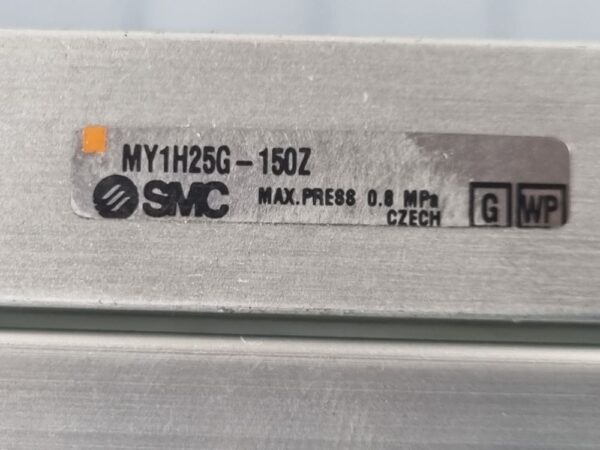 MY1H25G-150Z
SMC MAX.PRESS 0.8 MPa
CZECH
G WP